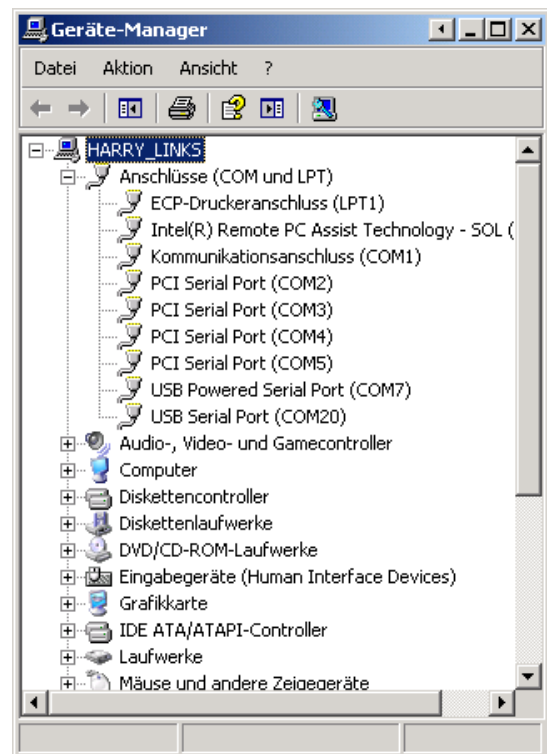 Geräte-Manager
Datei Aktion Ansicht ?
HARRY_LINKS
Anschlüsse (COM und LPT)
ECP-Druckeranschluss (LPT1)
Intel(R) Remote PC Assist Technology - SOL (
Kommunikationsanschluss (COM1)
PCI Serial Port (COM2)
PCI Serial Port (COM3)
PCI Serial Port (COM4)
PCI Serial Port (COM5)
USB Powered Serial Port (COM7)
USB Serial Port (COM20)
Audio-, Video- und Gamecontroller
Computer
Diskettencontroller
Diskettenlaufwerke
DVD/CD-ROM-Laufwerke
Eingabegeräte (Human Interface Devices)
Grafikkarte
IDE ATA/ATAPI-Controller
Laufwerke
Mäuse und andere Zeigegeräte